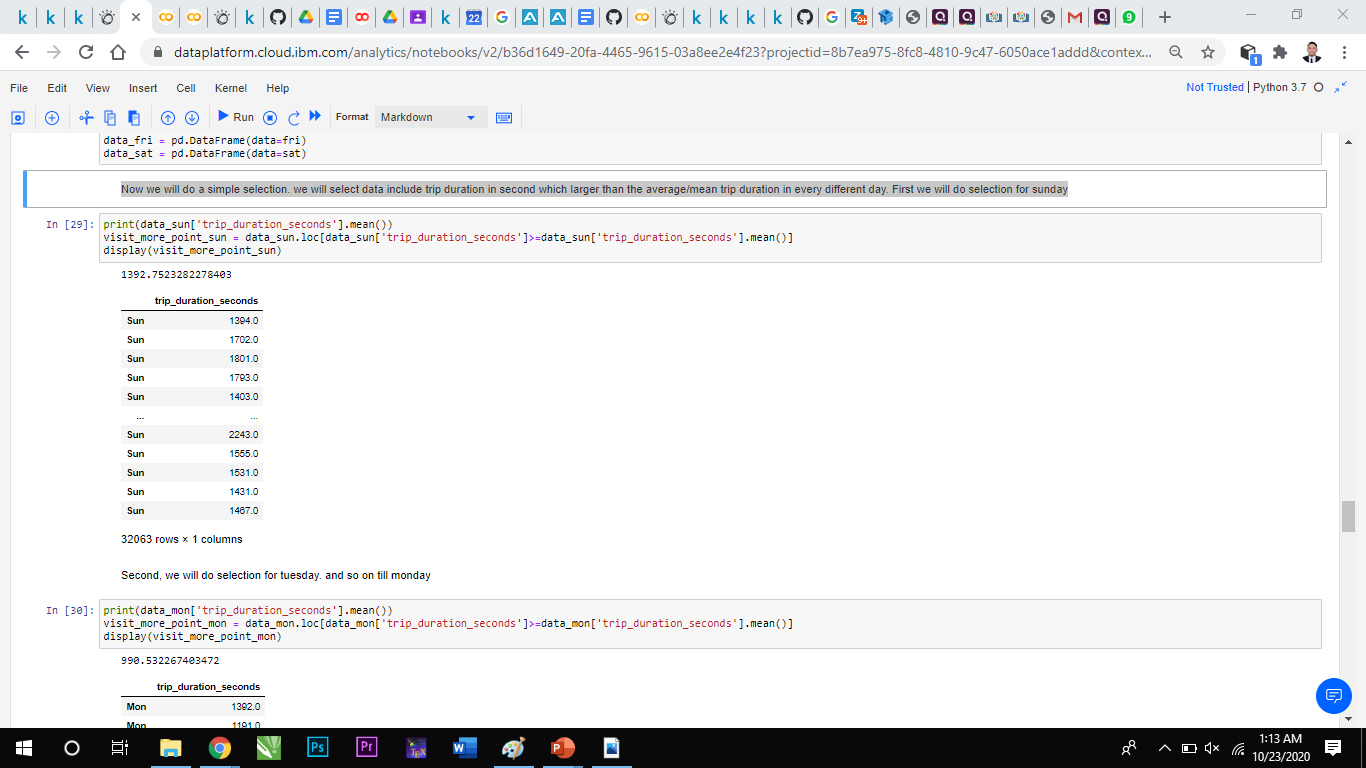 dataplatform.cloud.ibm.com/analytics/notebooks/v2/b36d1649-20fa-4465-9615-03a8ee2e4f23?projectid=8b7ea975-8fc8-4810-9c47-6050ace1addd&contex...
File Edit View Insert Cell Kernel Help Not Trusted | Python 3.7
Run Format Markdown
data_fri = pd.DataFrame(data=fri)
data_sat = pd.DataFrame(data=sat)
Now we will do a simple selection. we will select data include trip duration in second which larger than the average/mean trip duration in every different day. First we will do selection for sunday
In [29]: print(data_sun['trip_duration_seconds'].mean())
visit_more_point_sun = data_sun.loc[data_sun['trip_duration_seconds']>=data_sun['trip_duration_seconds'].mean()]
display(visit_more_point_sun)
1392.7523282278403
trip_duration_seconds
Sun 1394.0
Sun 1702.0
Sun 1801.0
Sun 1793.0
Sun 1403.0
... ...
Sun 2243.0
Sun 1555.0
Sun 1531.0
Sun 1431.0
Sun 1467.0
32063 rows × 1 columns
Second, we will do selection for tuesday. and so on till monday
In [30]: print(data_mon['trip_duration_seconds'].mean())
visit_more_point_mon = data_mon.loc[data_mon['trip_duration_seconds']>=data_mon['trip_duration_seconds'].mean()]
display(visit_more_point_mon)
990.532267403472
trip_duration_seconds
Mon 1392.0
Mon 1191.0
1:13 AM
10/23/2020